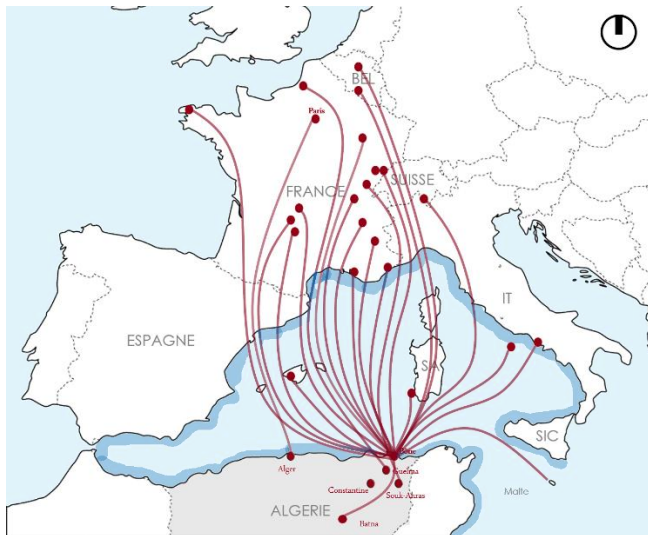 BEL
Paris
FRANCE
SUISSE
IT
ESPAGNE
SA
SIC
Bône
Alger
Guelma
Constantine
Souk-Ahras
Malte
ALGERIE
Batna